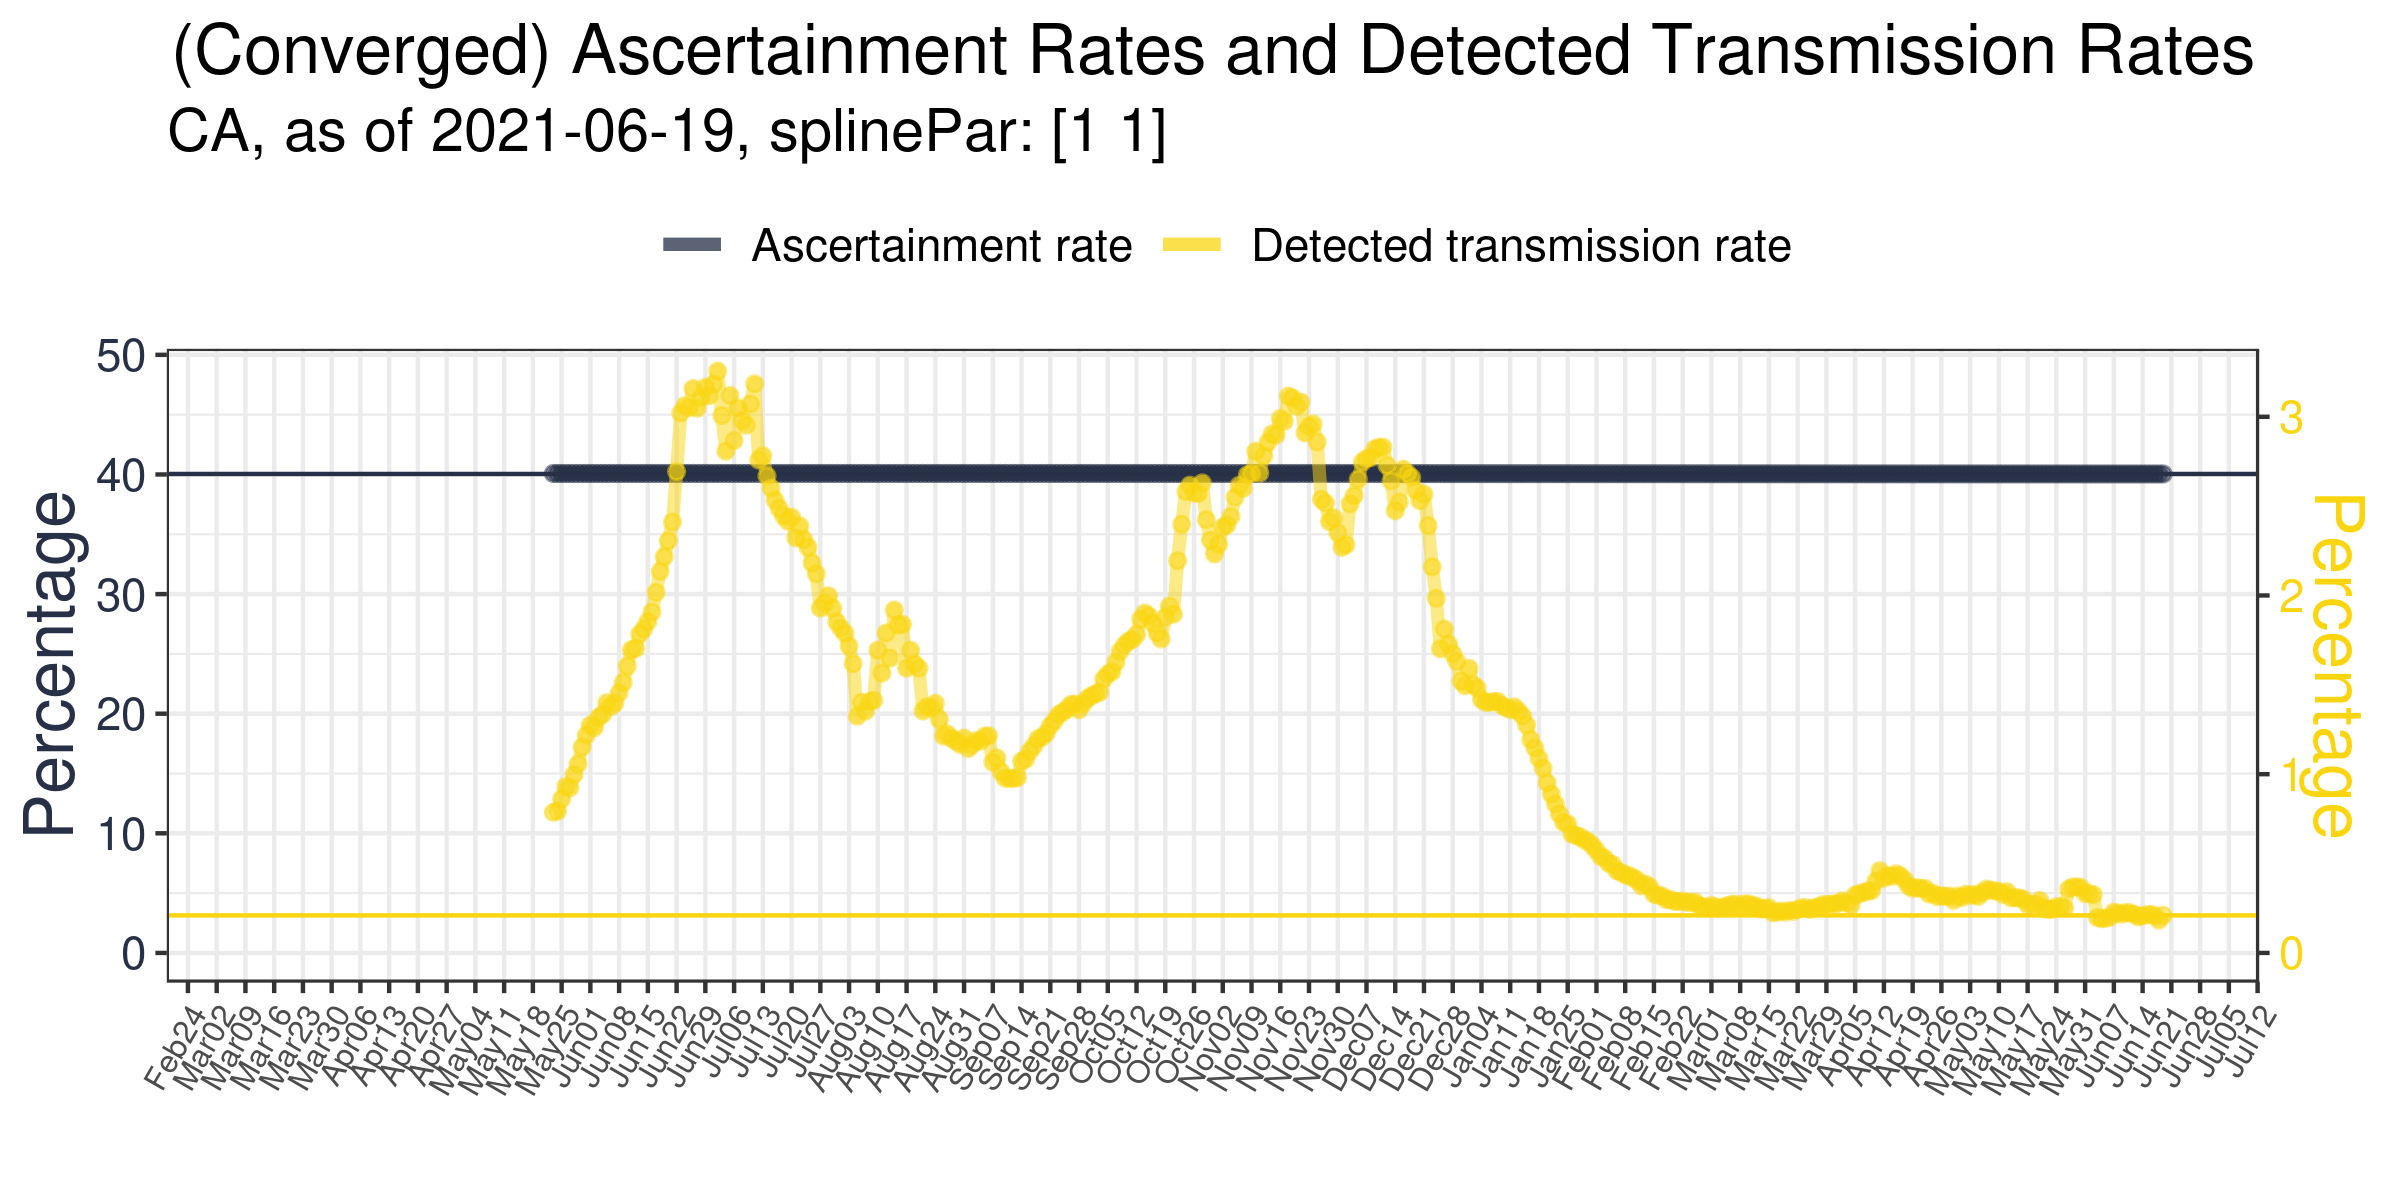 (Converged) Ascertainment Rates and Detected Transmission Rates
CA, as of 2021-06-19, splinePar: [1 1]
Ascertainment rate
Detected transmission rate
Percentage
50
40
30
20
10
0
3
2
1
0
Percentage
Feb24
Mar02
Mar09
Mar16
Mar23
Mar30
Apr06
Apr13
Apr20
Apr27
May04
May11
May18
May25
Jun01
Jun08
Jun15
Jun22
Jun29
Jul06
Jul13
Jul20
Jul27
Aug03
Aug10
Aug17
Aug24
Aug31
Sep07
Sep14
Sep21
Sep28
Oct05
Oct12
Oct19
Oct26
Nov02
Nov09
Nov16
Nov23
Nov30
Dec07
Dec14
Dec21
Dec28
Jan04
Jan11
Jan18
Jan25
Feb01
Feb08
Feb15
Feb22
Mar01
Mar08
Mar15
Mar22
Mar29
Apr05
Apr12
Apr19
Apr26
May03
May10
May17
May24
May31
Jun07
Jun14
Jun21
Jun28
Jul05
Jul12